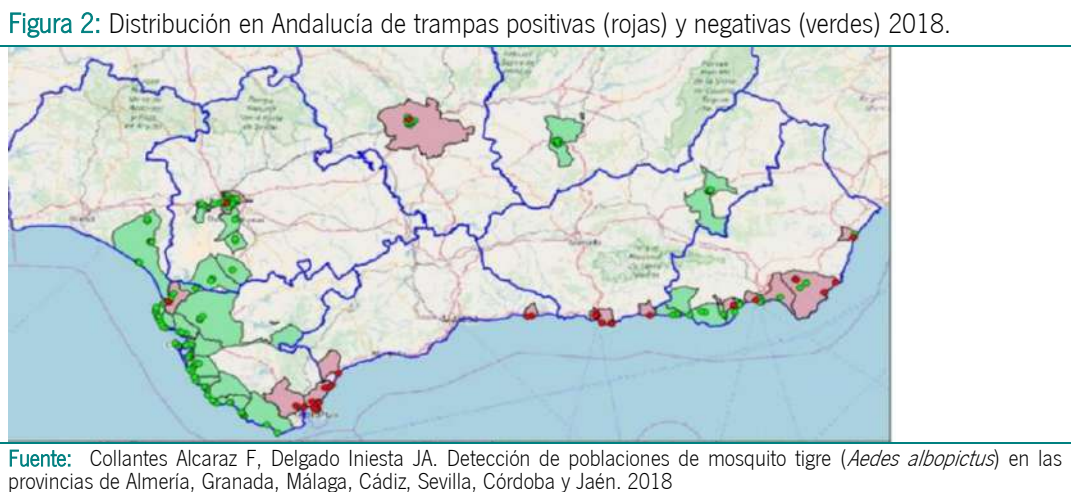 Figura 2: Distribución en Andalucía de trampas positivas (rojas) y negativas (verdes) 2018.
Fuente: Collantes Alcaraz F, Delgado Iniesta JA. Detección de poblaciones de mosquito tigre (Aedes albopictus) en las
provincias de Almería, Granada, Málaga, Cádiz, Sevilla, Córdoba y Jaén. 2018